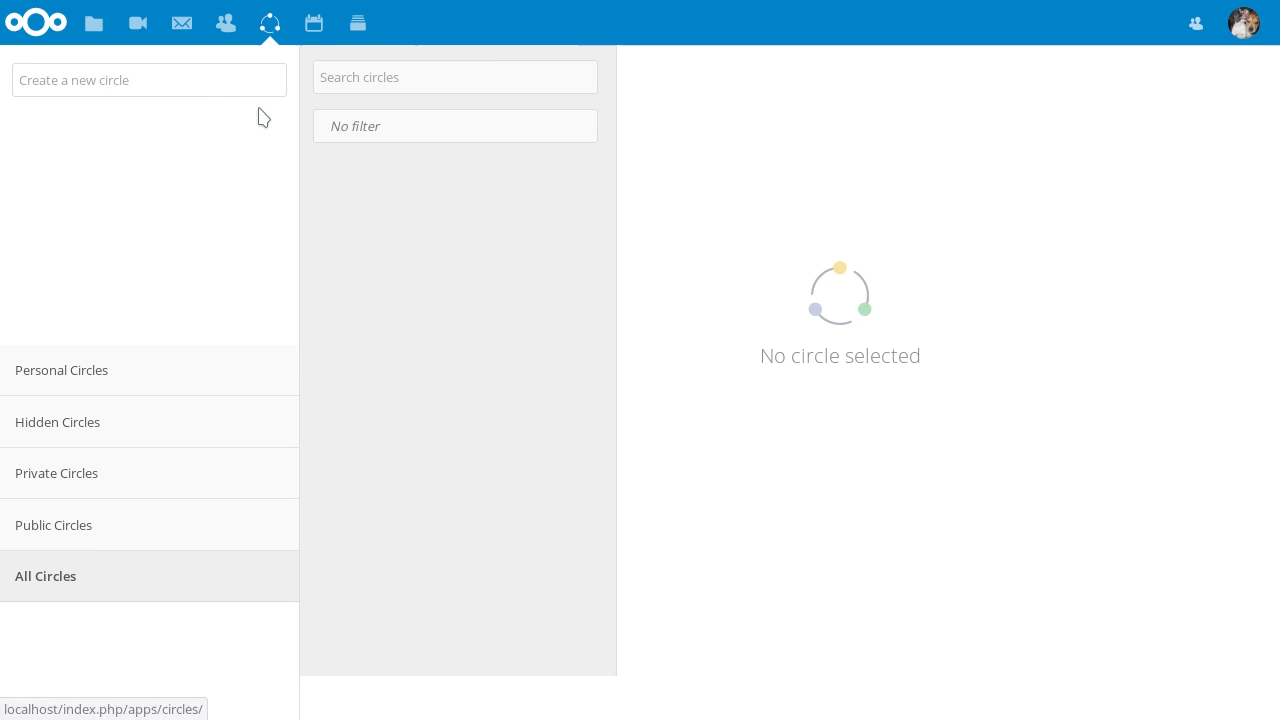 Create a new circle
Search circles
No filter
No circle selected
Personal Circles
Hidden Circles
Private Circles
Public Circles
All Circles
localhost/index.php/apps/circles/